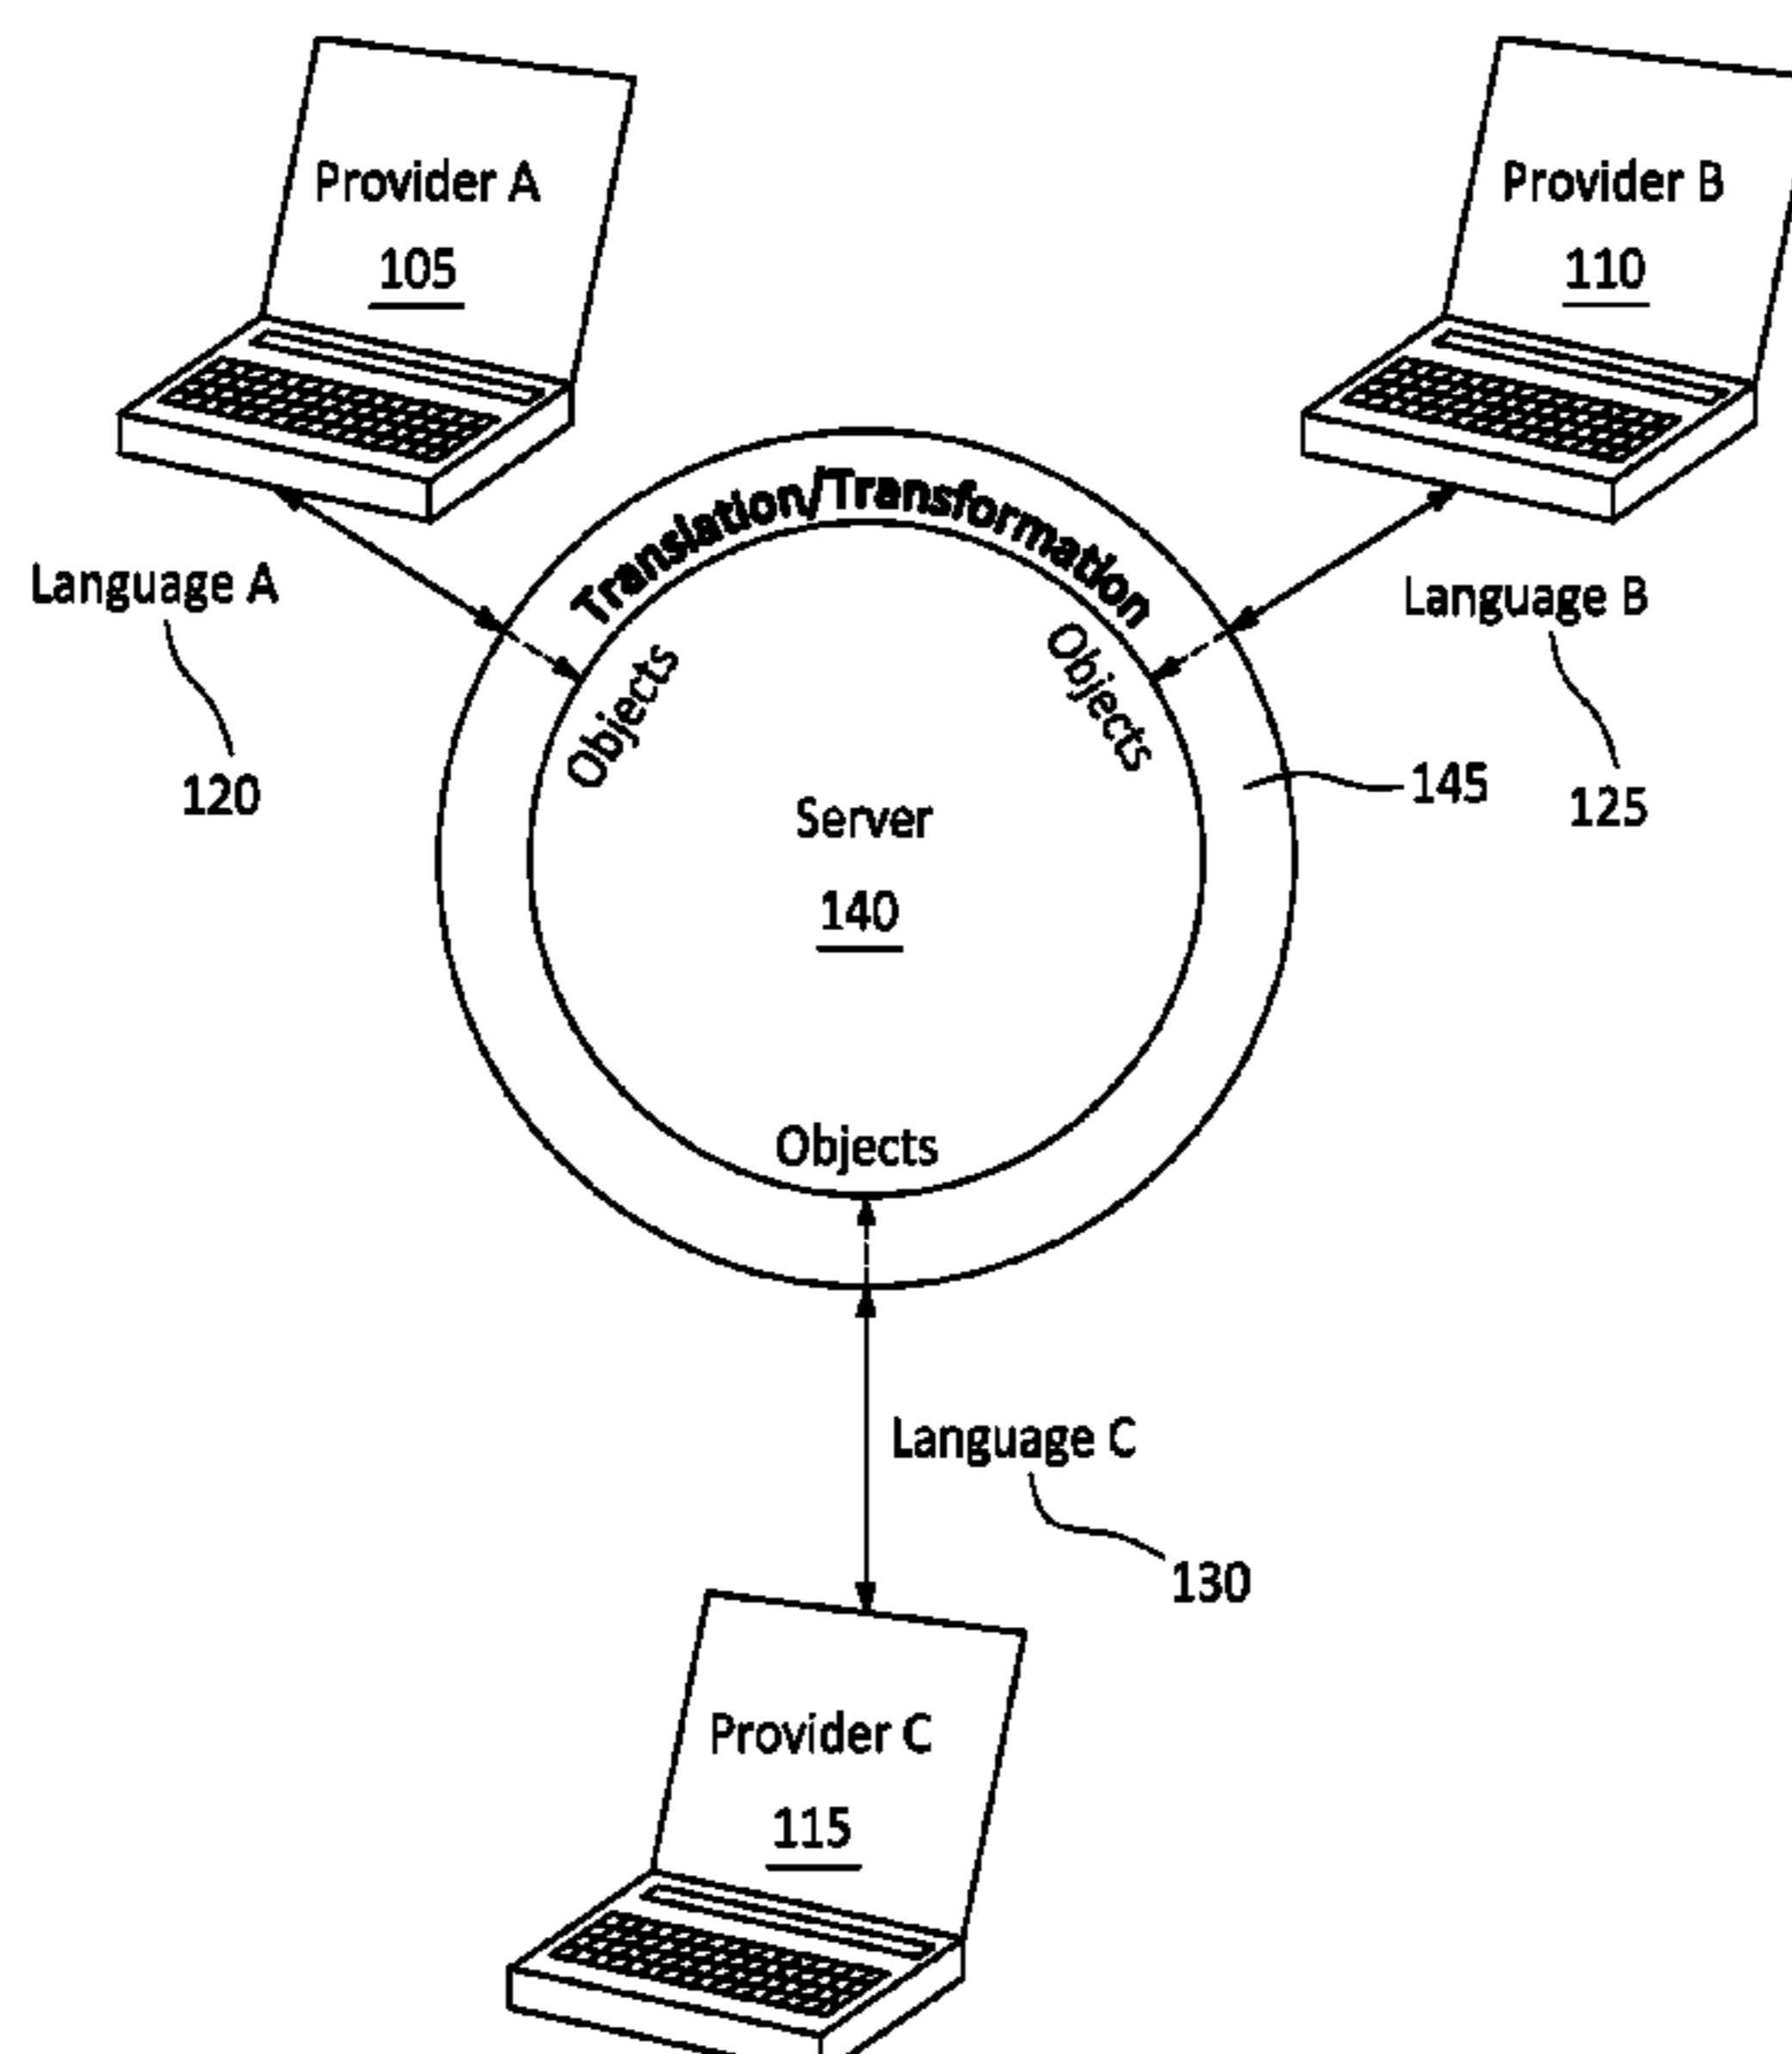 Provider A
105
Provider B
110
Translation/Transformation
Language A
120
Language B
125
Objects
Objects
145
Server
140
Objects
Language C
130
Provider C
115